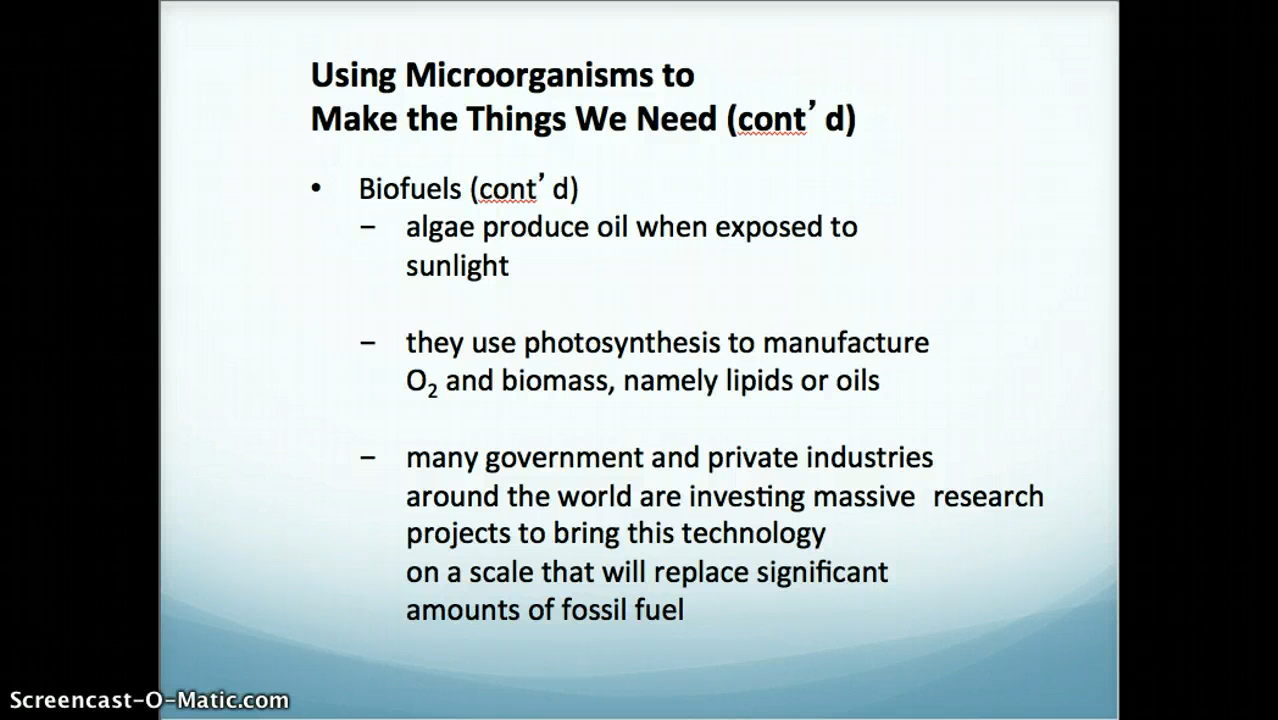 Using Microorganisms to
Make the Things We Need (cont’ d)
• Biofuels (cont’ d)
– algae produce oil when exposed to
sunlight
– they use photosynthesis to manufacture
O₂ and biomass, namely lipids or oils
– many government and private industries
around the world are investing massive research
projects to bring this technology
on a scale that will replace significant
amounts of fossil fuel
Screencast-O-Matic.com